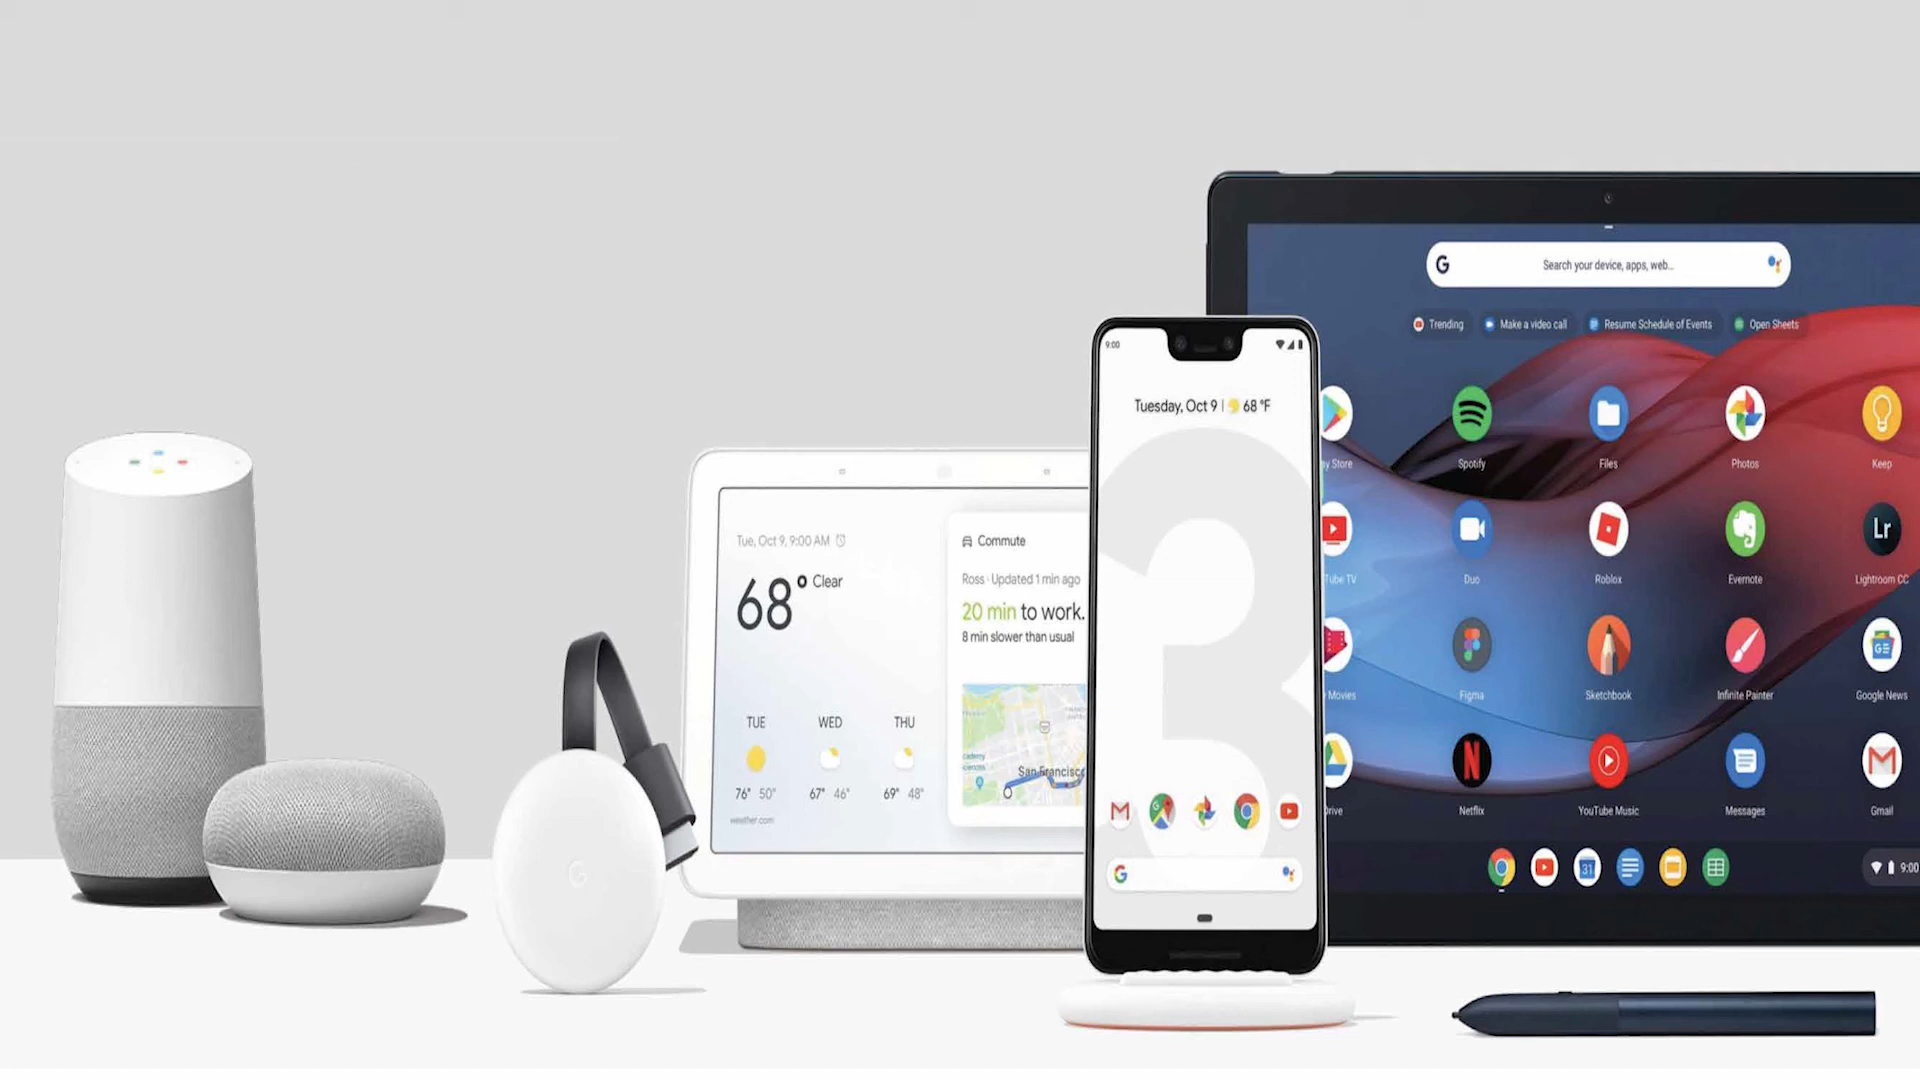 Tue, Oct 9, 9:00 AM
68° Clear
TUE WED THU
76° 50° 67° 46° 69° 48°
weather.com
Commute
Ross · Updated 1 min ago
20 min to work.
8 min slower than usual
San Francisco
9:00
Tuesday, Oct 9 | 68 °F
3
G
Search your device, apps, web...
Trending Make a video call Resume Schedule of Events Open Sheets
Store Spotify Files Photos Keep
Lr
Tube TV Duo Roblox Evernote Lightroom CC
Movies Figma Sketchbook Infinite Painter Google News
N
Drive Netflix YouTube Music Messages Gmail
31
9:00